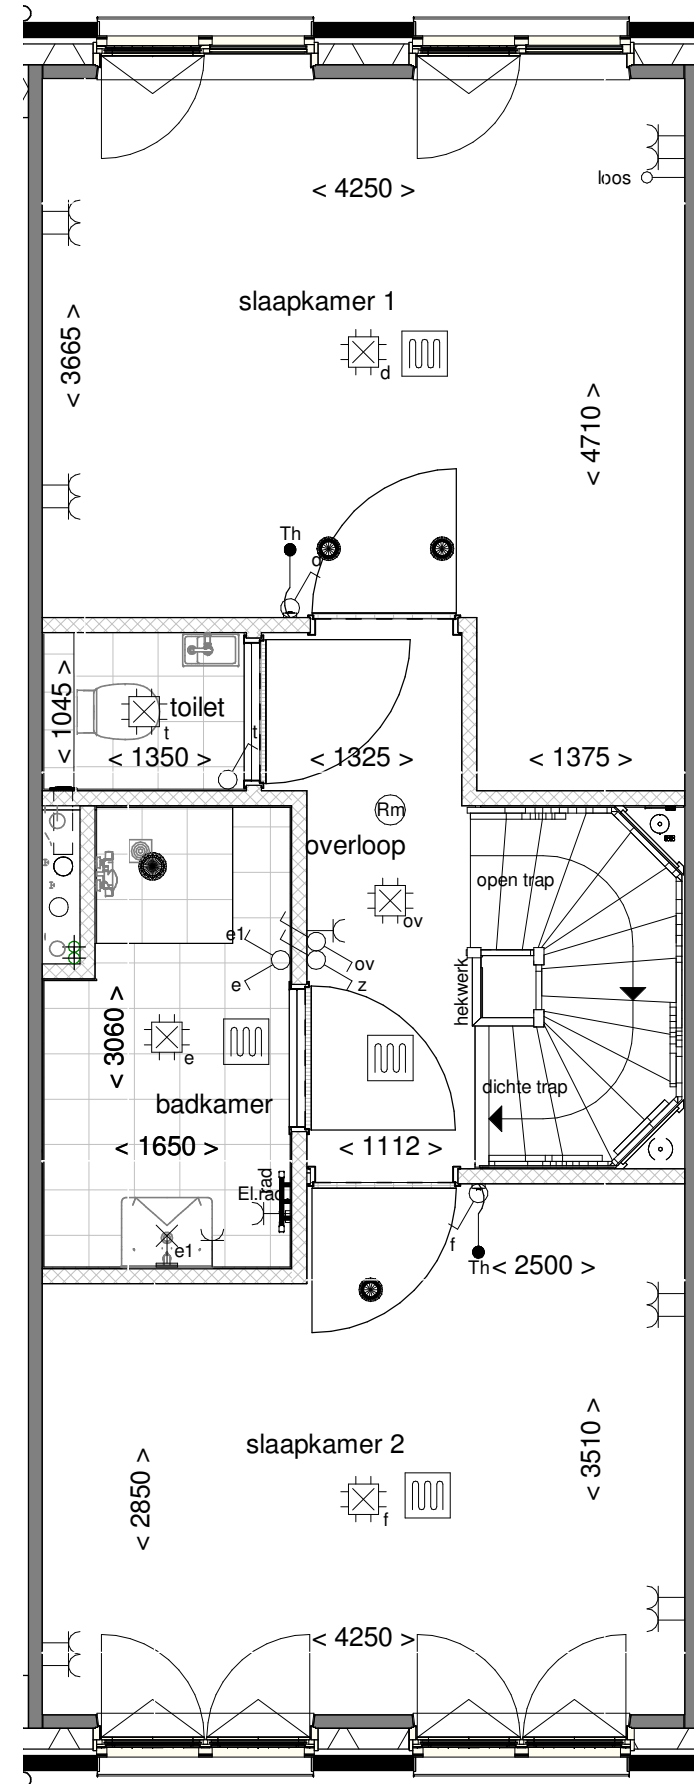 < 4250 >
loos
slaapkamer 1
< 3665 >
d
< 4710 >
Th
d
< 1045 >
toilet
t
t
< 1350 >
< 1325 >
< 1375 >
Rm
overloop
open trap
ov
e1
ov
e
z
hekwerk
< 3060 >
e
dichte trap
badkamer
< 1650 >
< 1112 >
rad
El.rad
e1
f
Th
< 2500 >
slaapkamer 2
< 3510 >
< 2850 >
f
< 4250 >